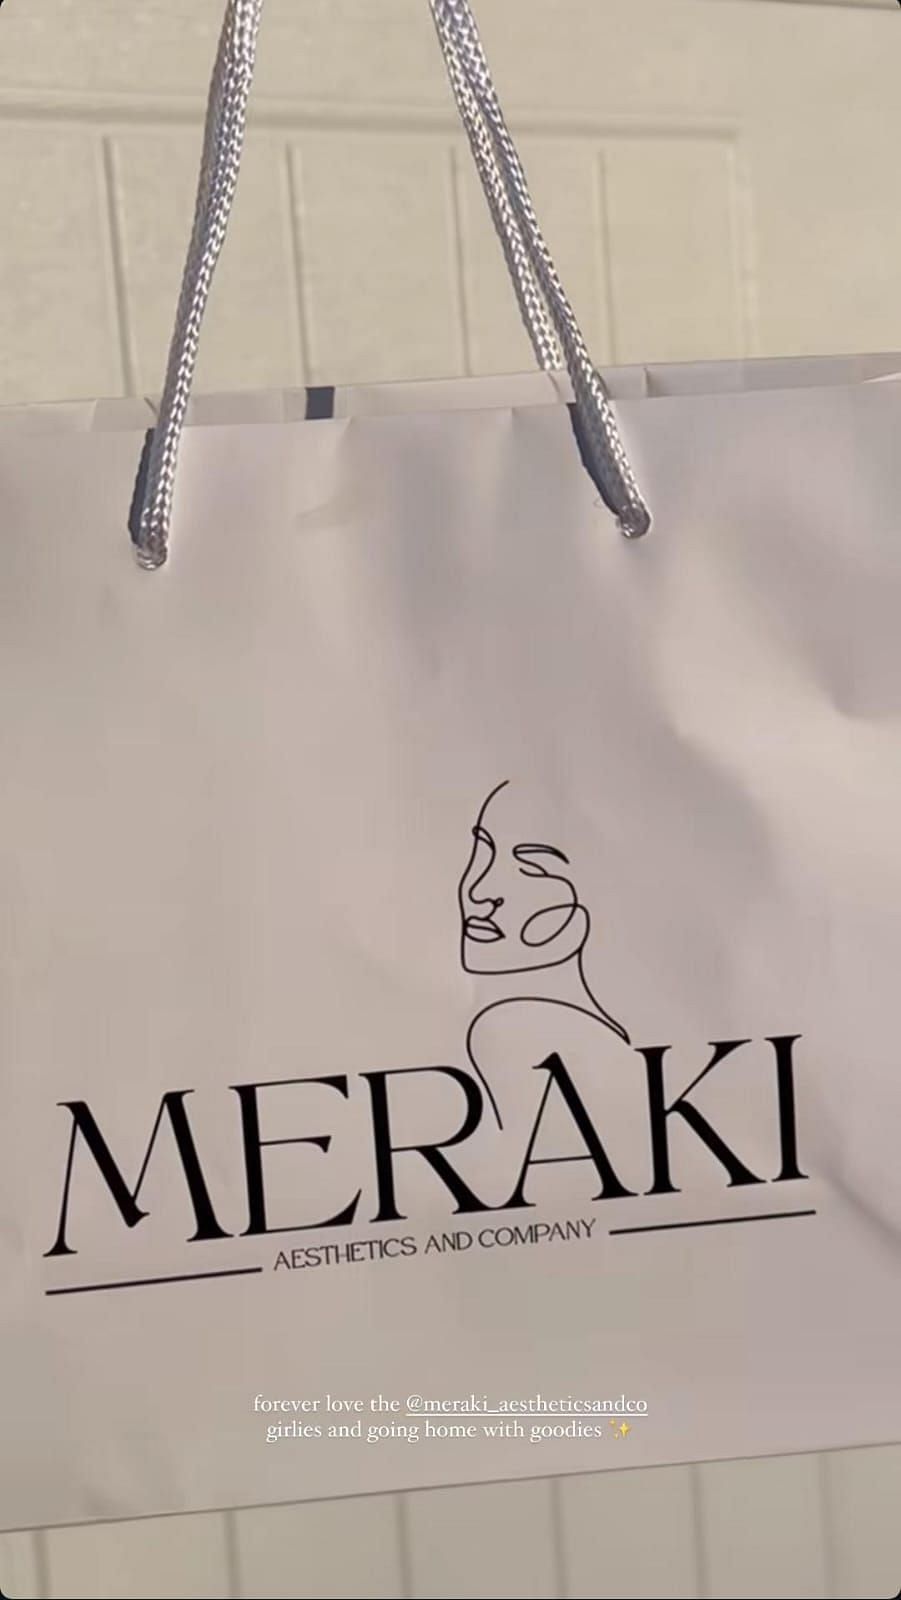 MERAKI
AESTHETICS AND COMPANY
forever love the @meraki_aestheticsandco
girlies and going home with goodies ✨